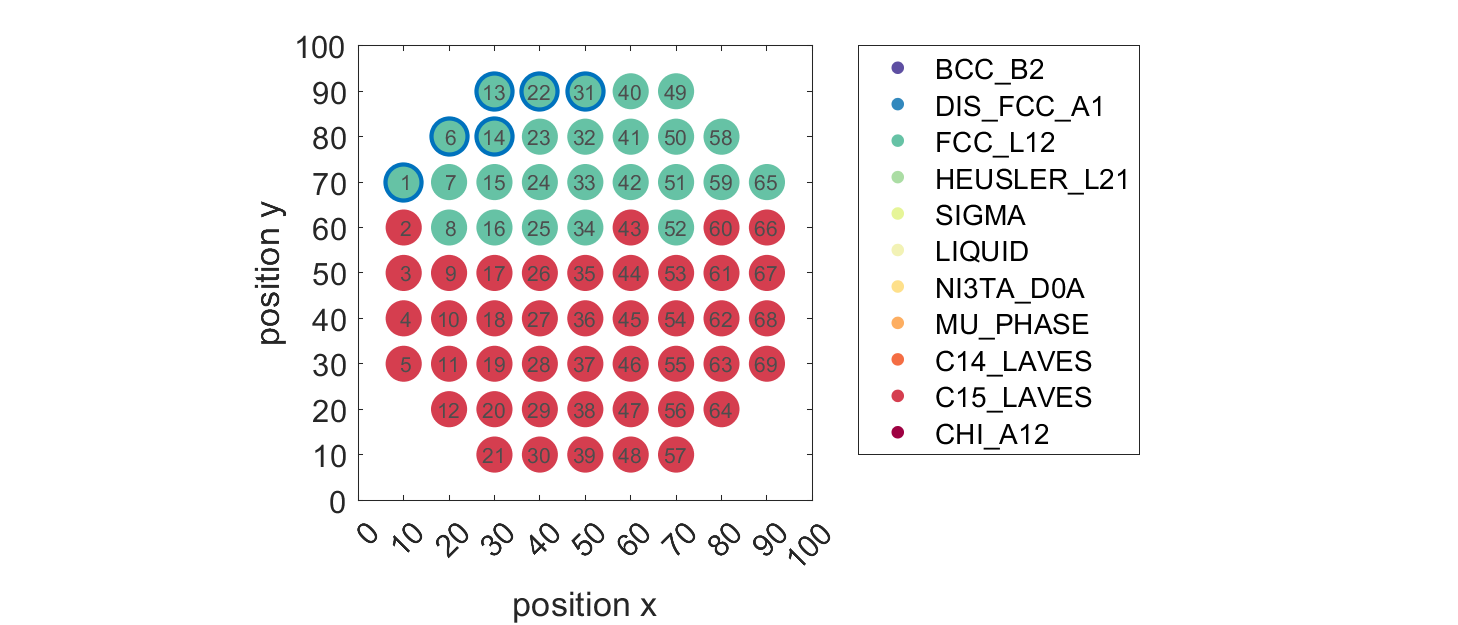 100
90
80
70
60
50
40
30
20
10
0
position y
13 22 31 40 49
6 14 23 32 41 50 58
1 7 15 24 33 42 51 59 65
2 8 16 25 34 43 52 60 66
3 9 17 26 35 44 53 61 67
4 10 18 27 36 45 54 62 68
5 11 19 28 37 46 55 63 69
12 20 29 38 47 56 64
21 30 39 48 57
0 10 20 30 40 50 60 70 80 90 100
position x
BCC_B2
DIS_FCC_A1
FCC_L12
HEUSLER_L21
SIGMA
LIQUID
NI3TA_D0A
MU_PHASE
C14_LAVES
C15_LAVES
CHI_A12